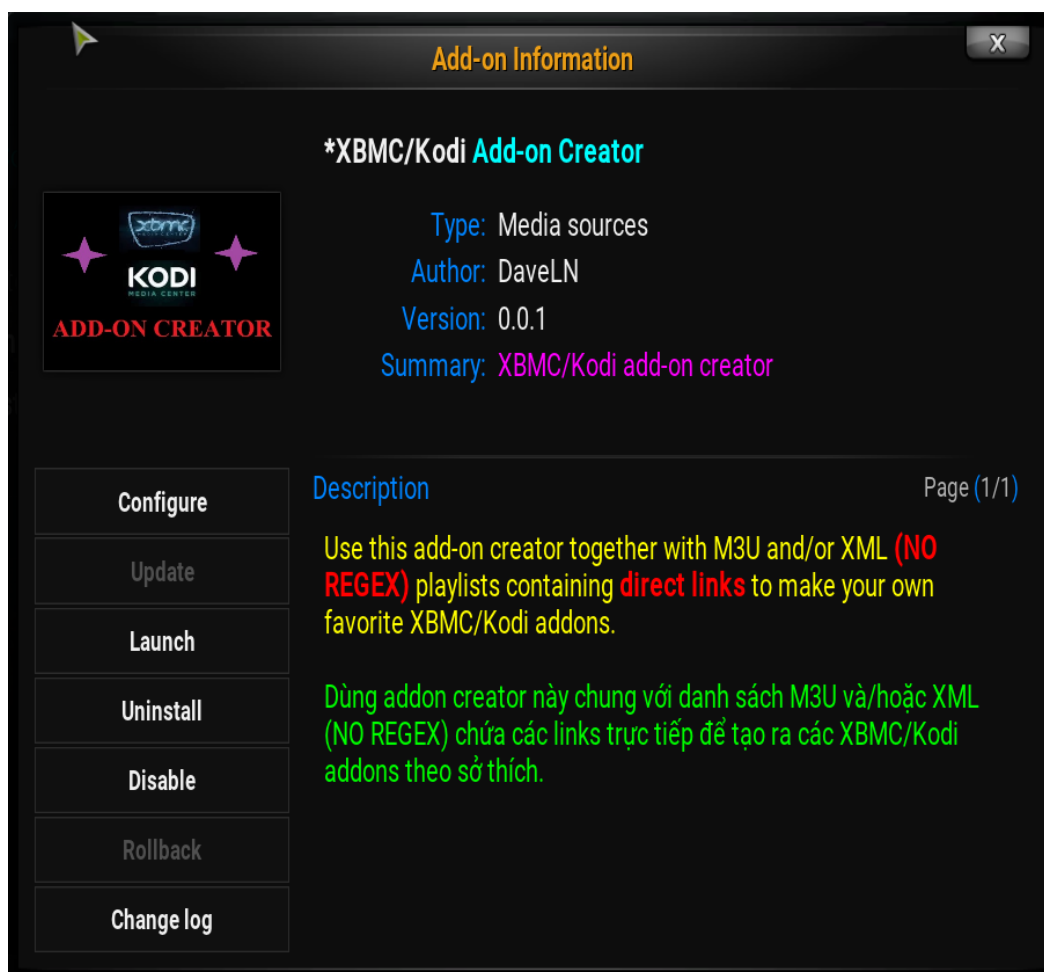 Add-on Information
X
*XBMC/Kodi Add-on Creator
xbmc
KODI
MEDIA CENTER
ADD-ON CREATOR
Type: Media sources
Author: DaveLN
Version: 0.0.1
Summary: XBMC/Kodi add-on creator
Configure
Update
Launch
Uninstall
Disable
Rollback
Change log
Description
Page (1/1)
Use this add-on creator together with M3U and/or XML (NO
REGEX) playlists containing direct links to make your own
favorite XBMC/Kodi addons.
Dùng addon creator này chung với danh sách M3U và/hoặc XML
(NO REGEX) chứa các links trực tiếp để tạo ra các XBMC/Kodi
addons theo sở thích.